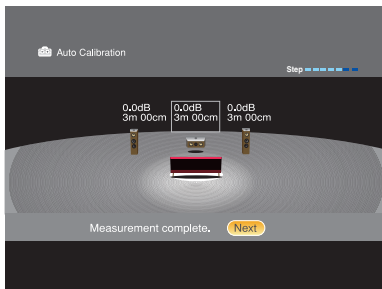 Auto Calibration
Step
0.0dB 0.0dB 0.0dB
3m 00cm 3m 00cm 3m 00cm
Measurement complete. Next